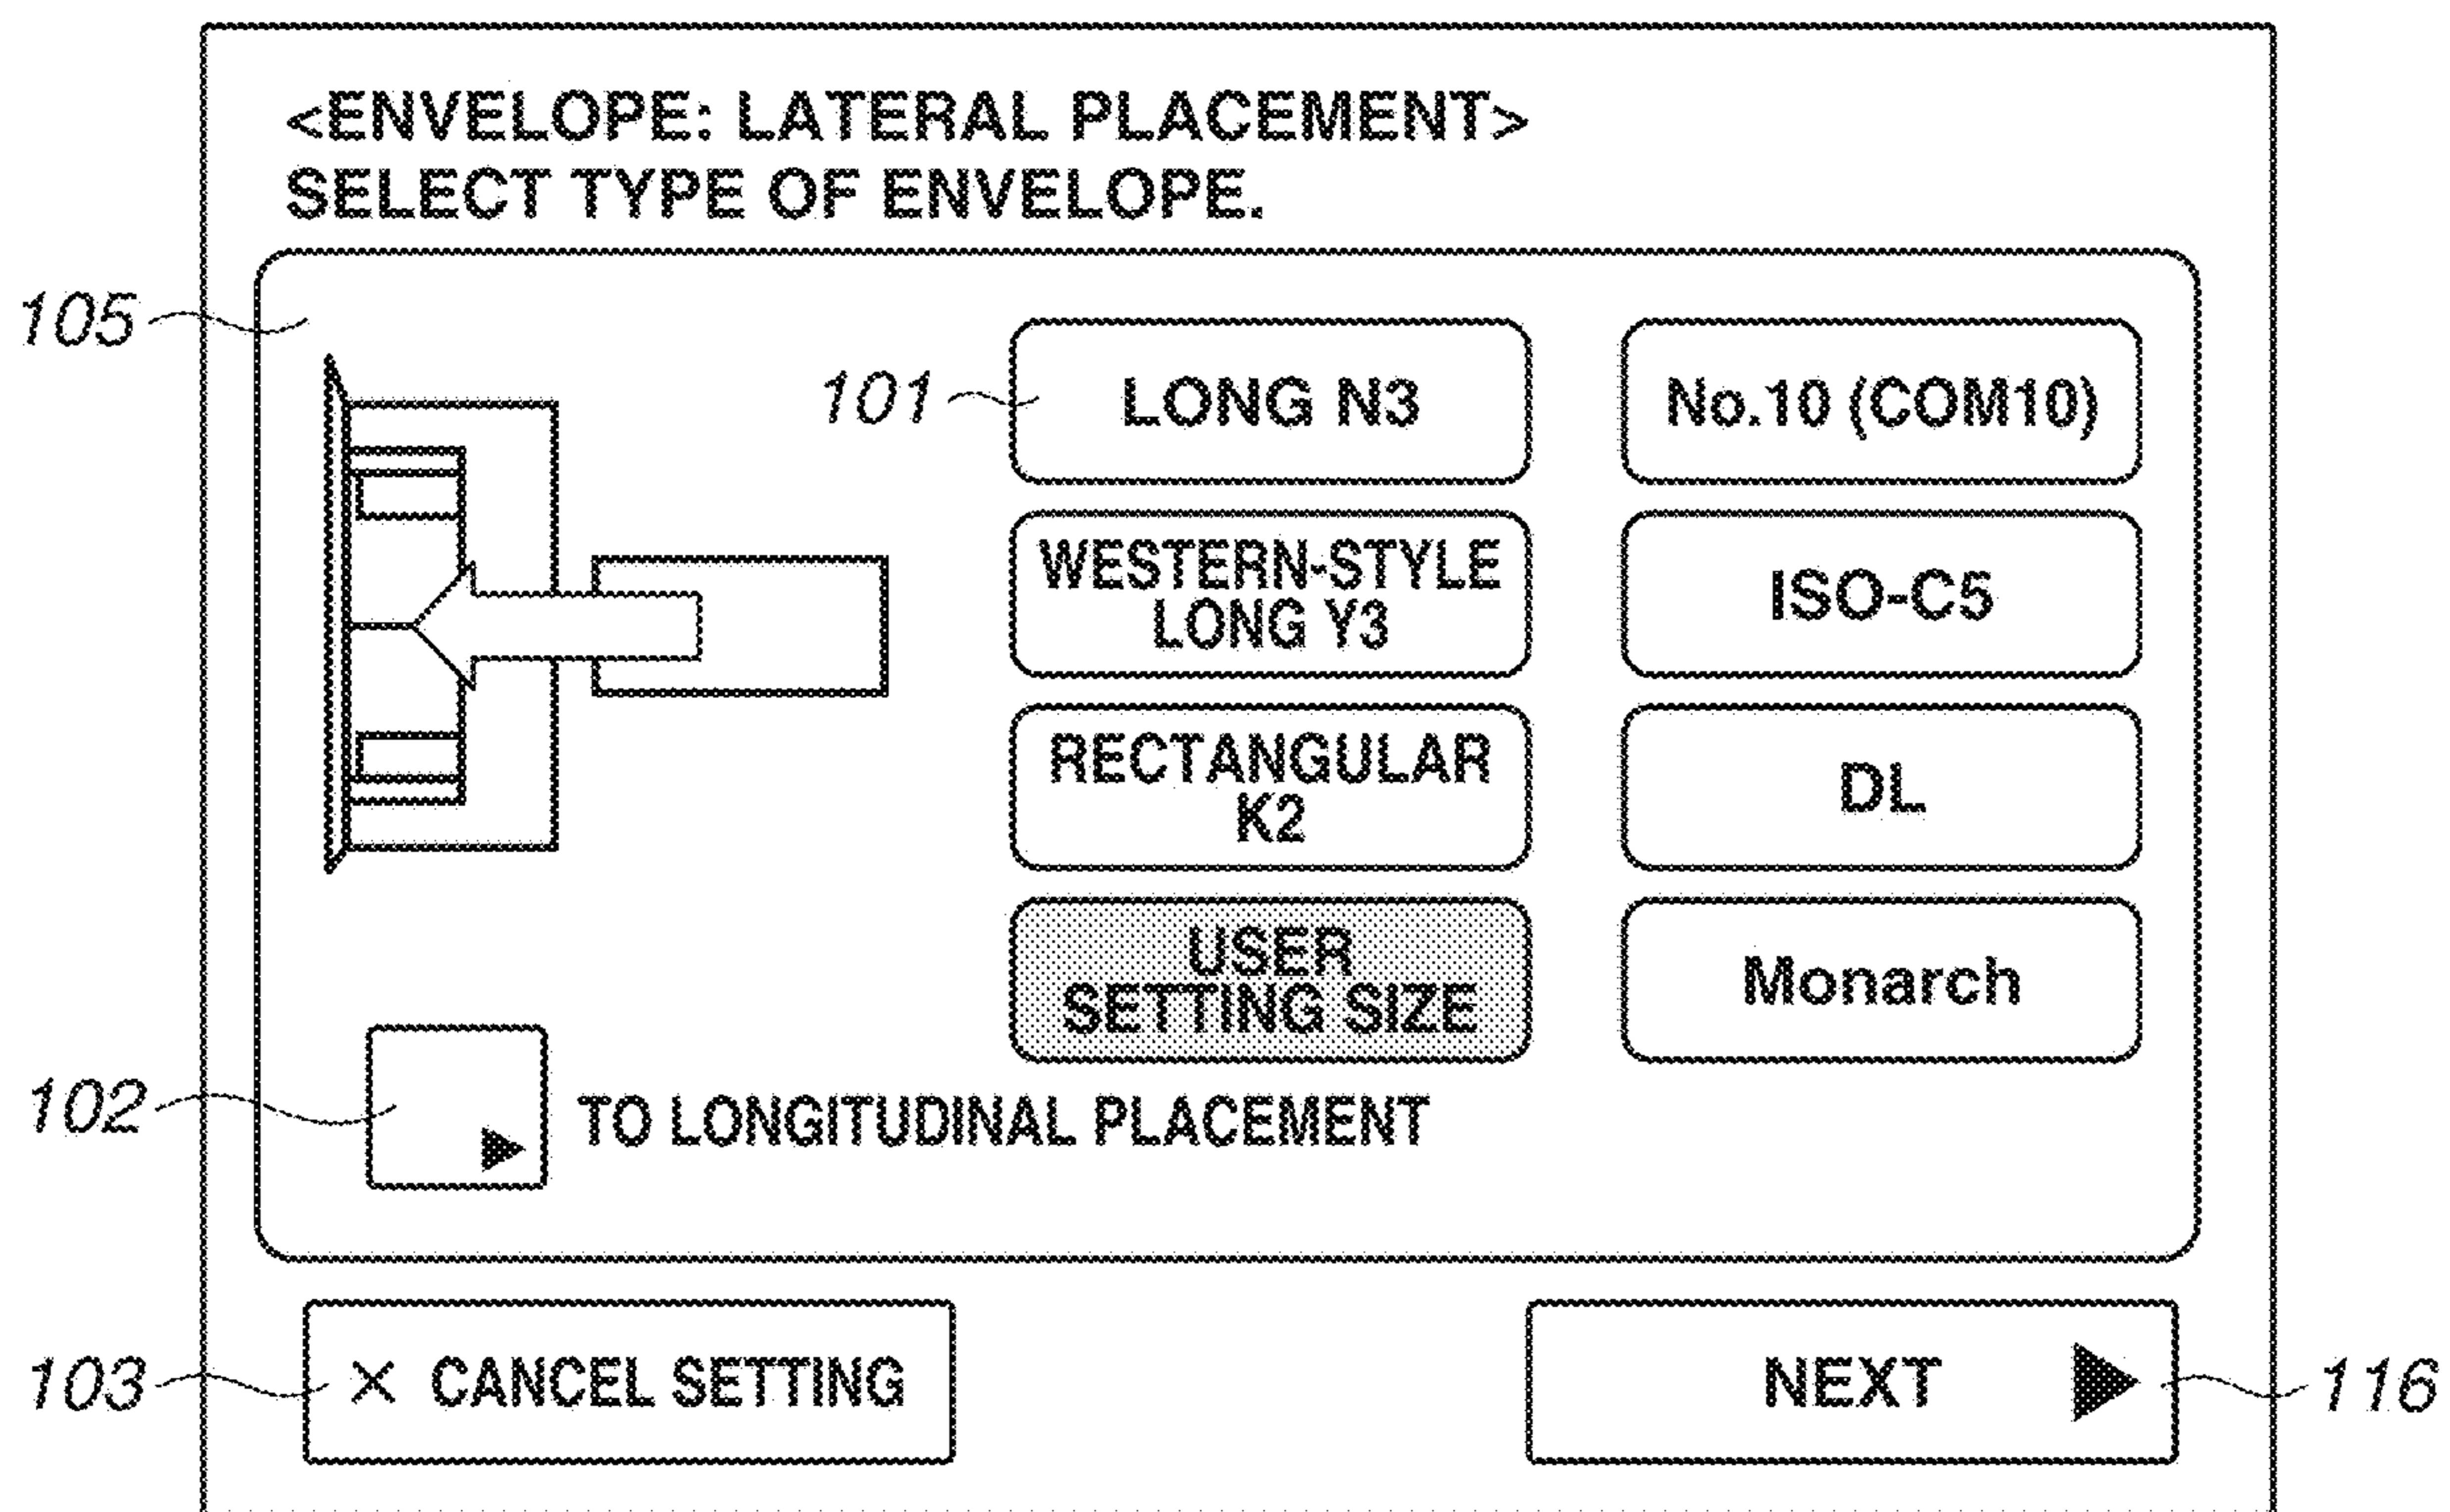 <ENVELOPE: LATERAL PLACEMENT>
SELECT TYPE OF ENVELOPE.
105
101
LONG N3
No.10 (COM10)
WESTERN-STYLE
LONG Y3
ISO-C5
RECTANGULAR
K2
DL
USER
SETTING SIZE
Monarch
102
TO LONGITUDINAL PLACEMENT
103
× CANCEL SETTING
NEXT
116